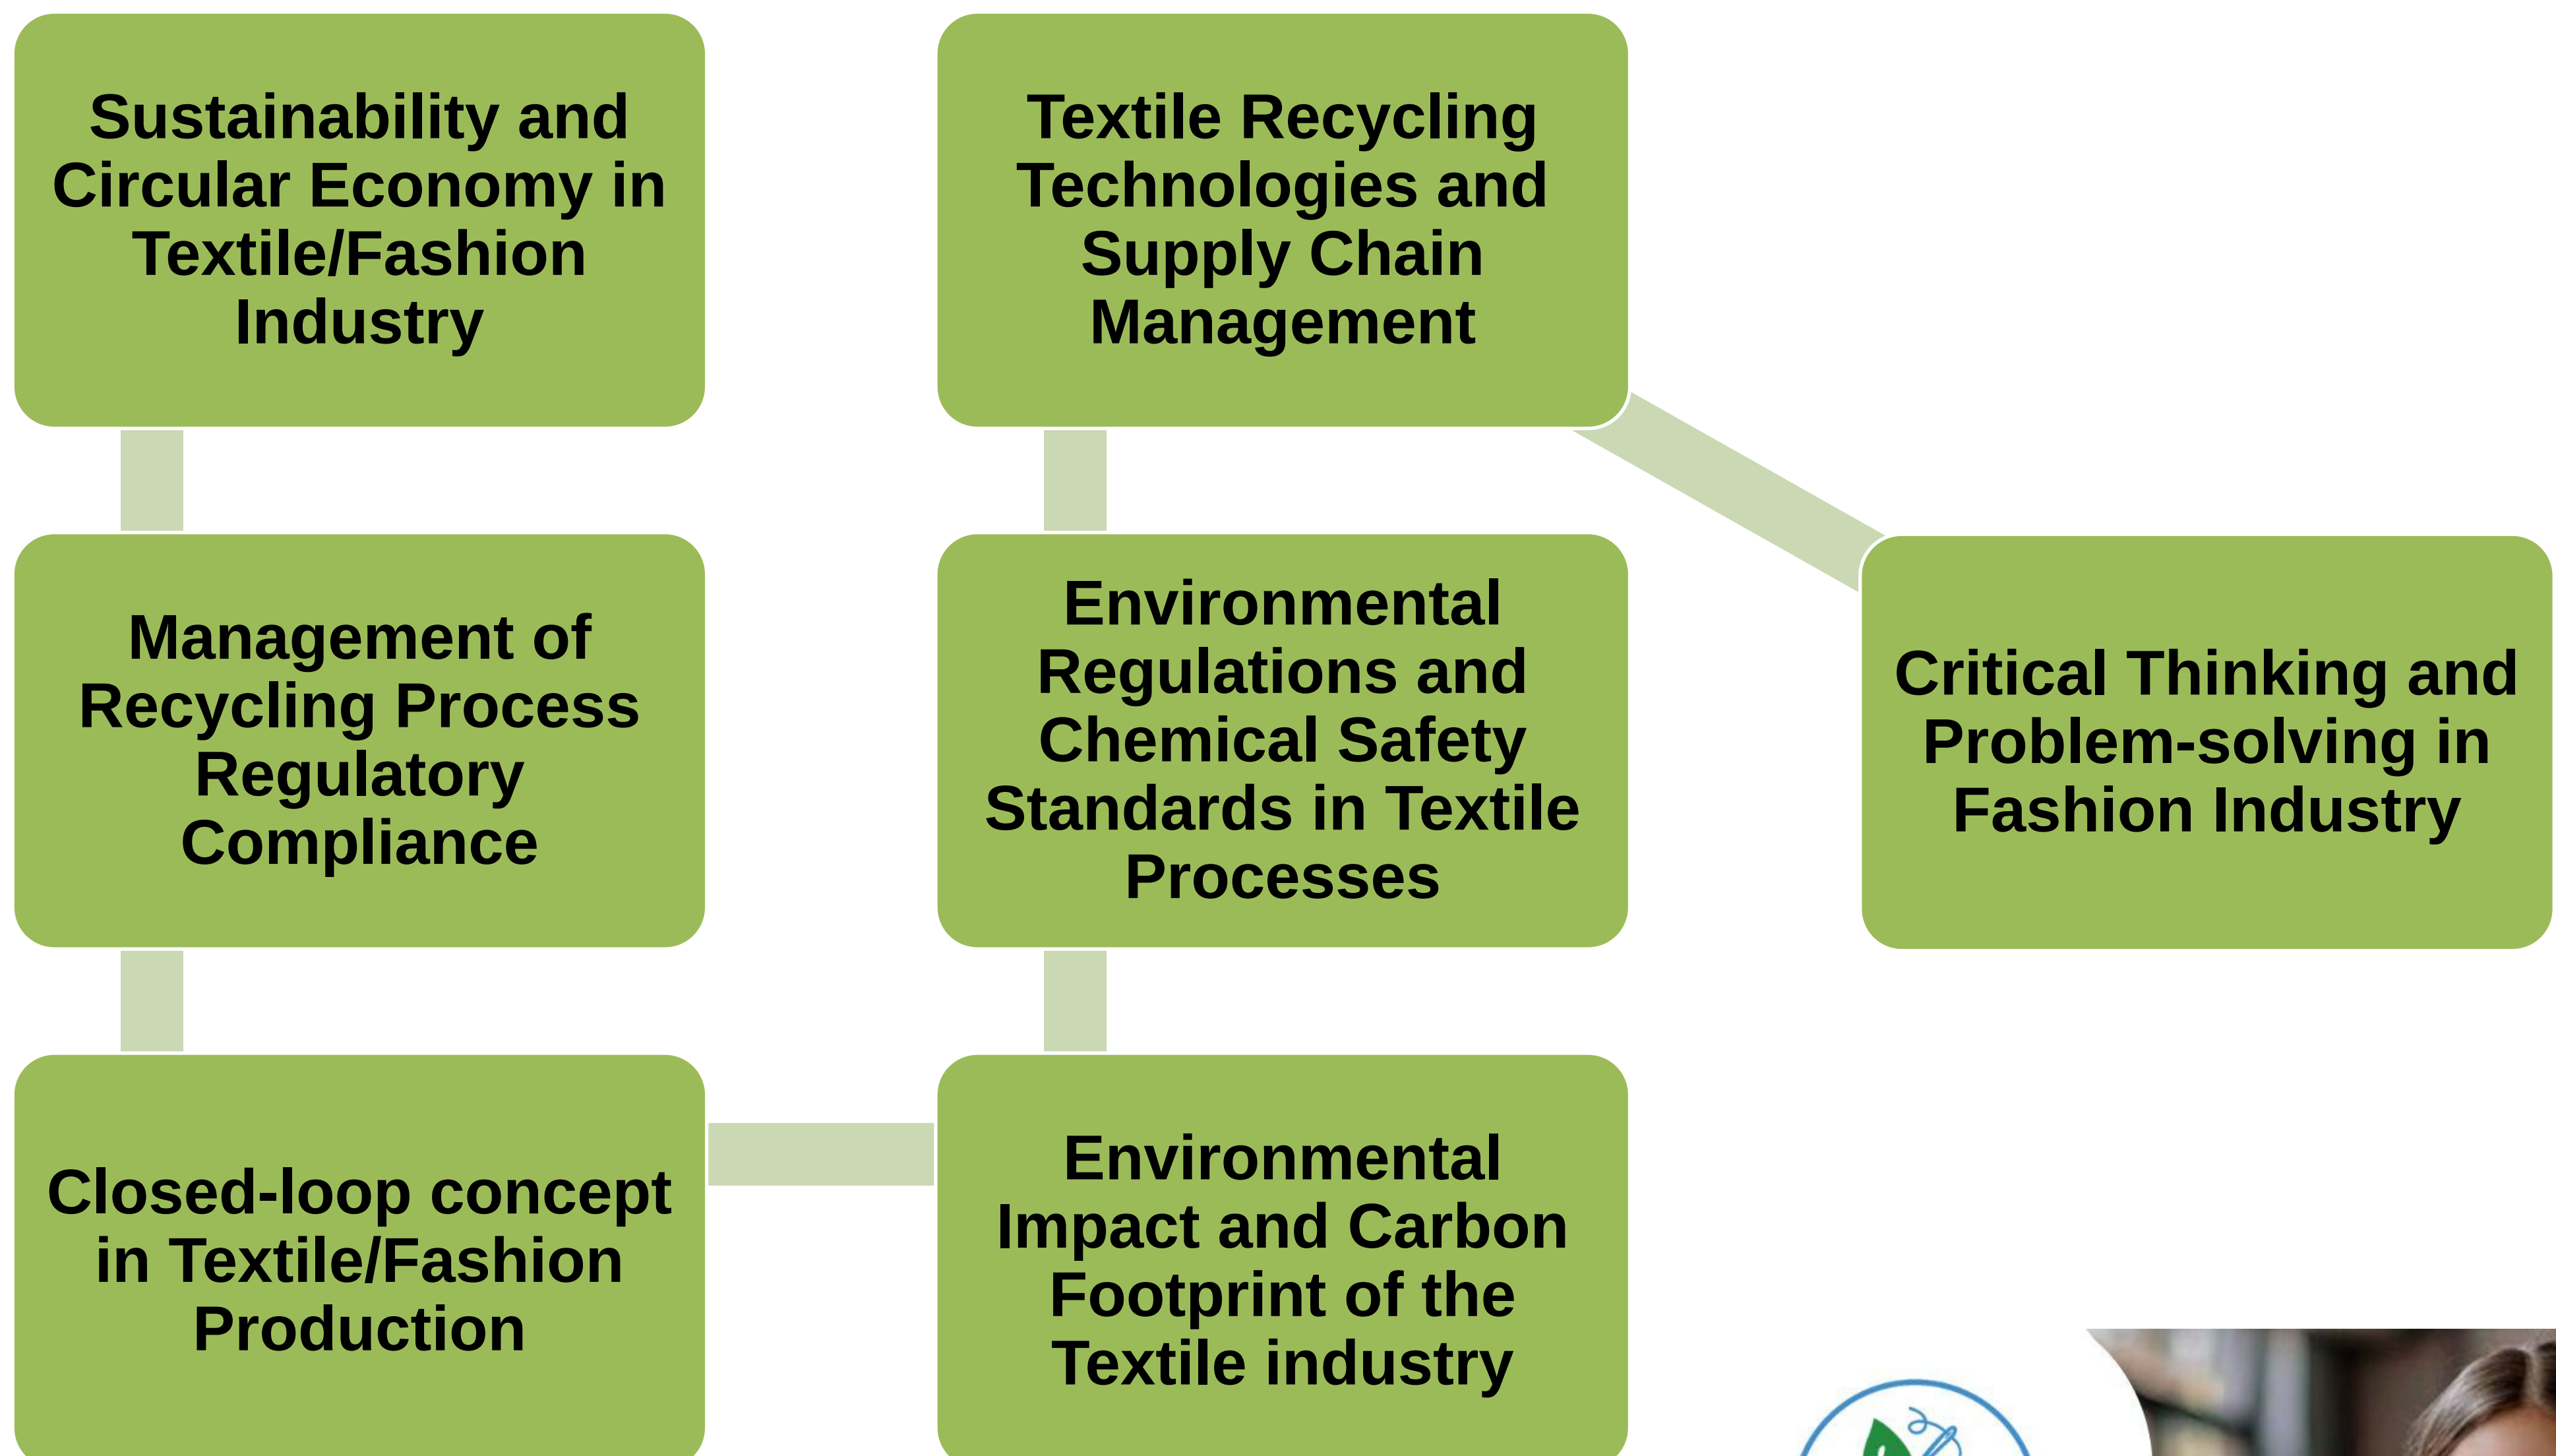 Sustainability and
Circular Economy in
Textile/Fashion
Industry
Management of
Recycling Process
Regulatory
Compliance
Closed-loop concept
in Textile/Fashion
Production
Environmental
Impact and Carbon
Footprint of the
Textile industry
Environmental
Regulations and
Chemical Safety
Standards in Textile
Processes
Textile Recycling
Technologies and
Supply Chain
Management
Critical Thinking and
Problem-solving in
Fashion Industry